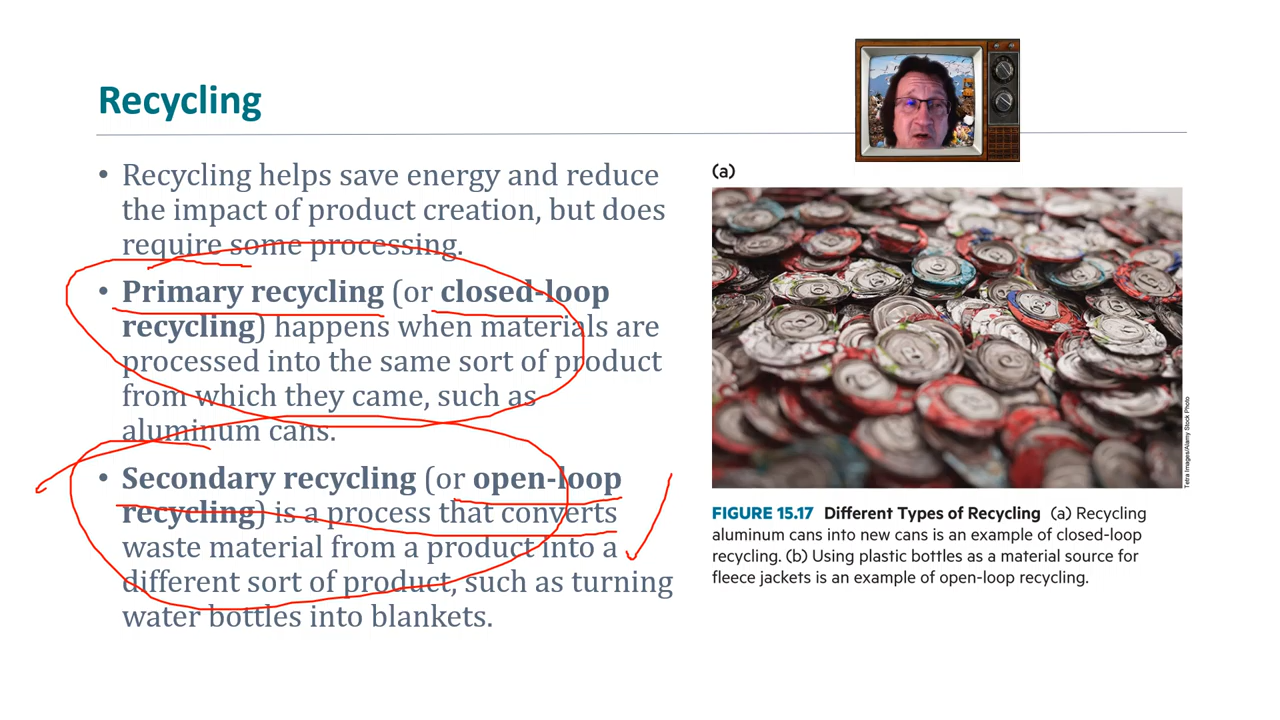 Recycling
• Recycling helps save energy and reduce
the impact of product creation, but does
require some processing.
• Primary recycling (or closed-loop
recycling) happens when materials are
processed into the same sort of product
from which they came, such as
aluminum cans.
• Secondary recycling (or open-loop
recycling) is a process that converts
waste material from a product into a
different sort of product, such as turning
water bottles into blankets.
(a)
Tetra Images/Alamy Stock Photo
FIGURE 15.17 Different Types of Recycling (a) Recycling
aluminum cans into new cans is an example of closed-loop
recycling. (b) Using plastic bottles as a material source for
fleece jackets is an example of open-loop recycling.